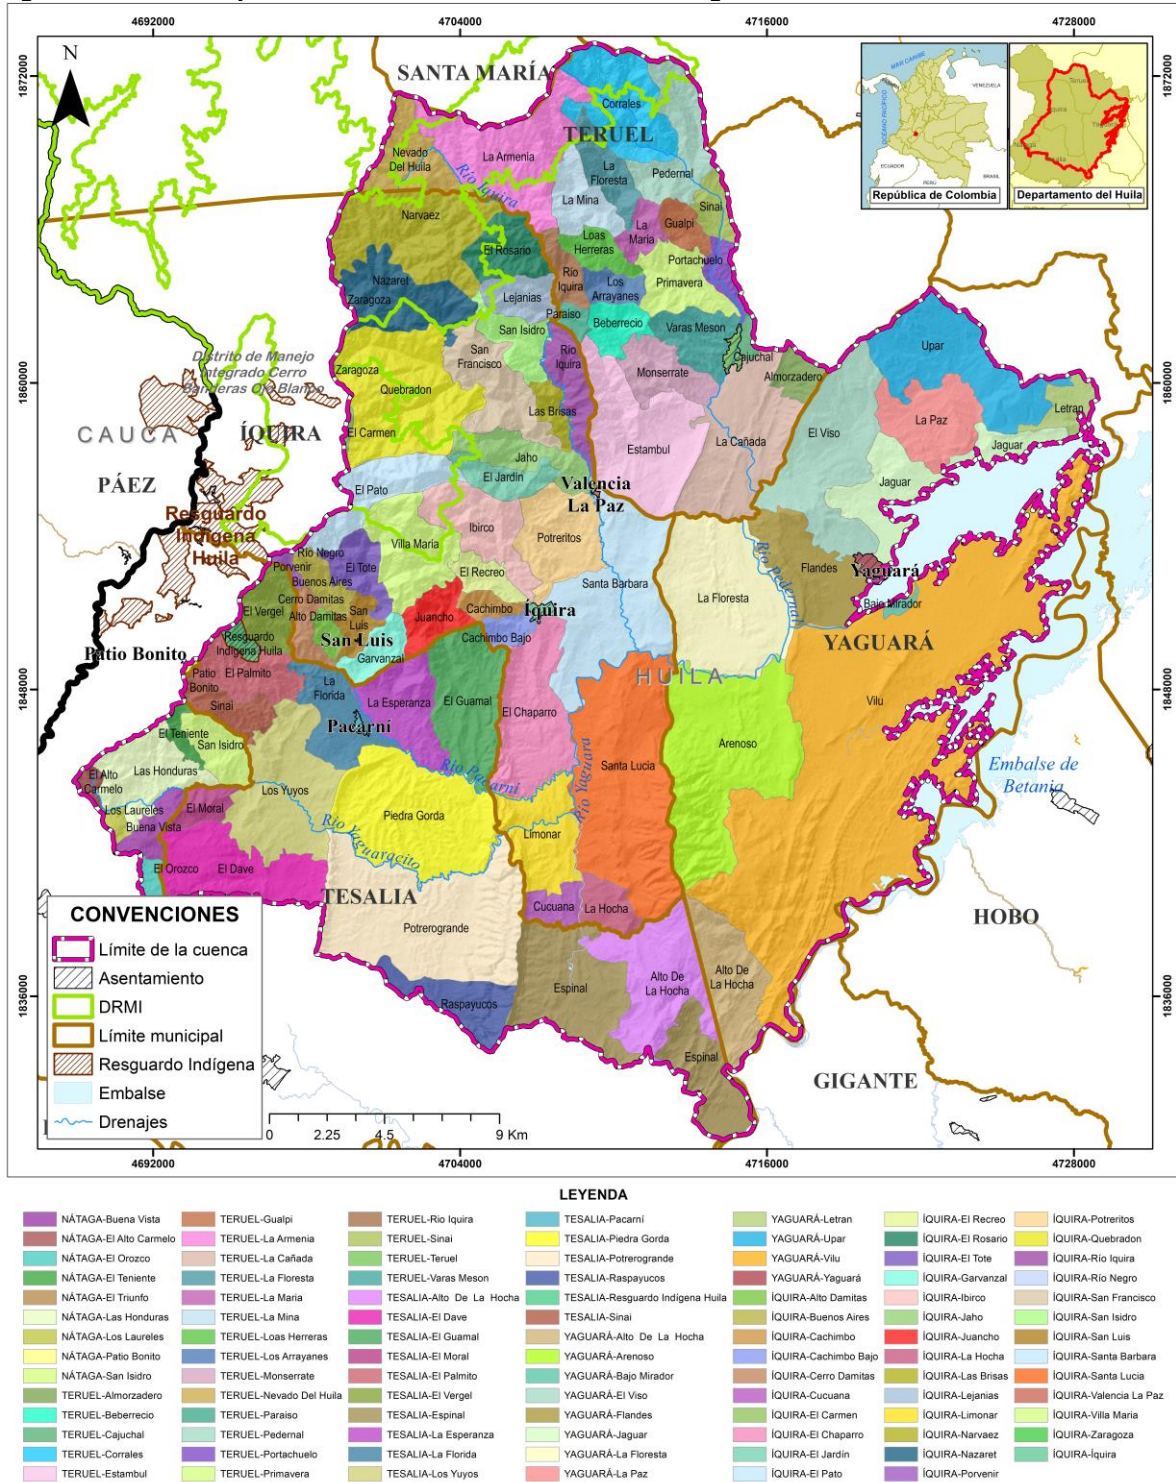 4692000
4704000
4716000
4728000
1872000
1872000
1860000
1860000
1848000
1848000
1836000
1836000
N
SANTA MARÍA
TERUEL
Corrales
Nevado
Del Huila
La Armenia
Río Iquira
La
Floresta
Pedernal
La Mina
Sinai
Gualpi
La
Maria
Narvaez
El Rosario
Loas
Herreras
Portachuelo
Nazaret
Zaragoza
Rio
Iquira
Los
Arrayanes
Primavera
Lejanias
Paraiso
Beberrecio
Varas Meson
San Isidro
Cajuchal
San
Francisco
Rio
Iquira
Monserrate
Almorzadero
Zaragoza
Quebradon
Las Brisas
El Carmen
Estambul
La Cañada
Upar
La Paz
Letran
El Viso
Jaguar
Jaguar
Distrito de Manejo
Integrado Cerro
Banderas Ojo Blanco
CAUCA
ÍQUIRA
PÁEZ
Resguardo
Indígena
Huila
Jaho
El Jardin
Valencia
La Paz
El Pato
Ibirco
Potreritos
Villa Maria
El Recreo
Santa Barbara
La Floresta
Río Pedernal
Flandes
Yaguará
Bajo Mirador
YAGUARÁ
Río Negro
Porvenir
El Tote
Buenos Aires
Cerro Damitas
Alto Damitas
San
Luis
San Luis
Garvanzal
Juancho
Cachimbo
Íquira
Cachimbo Bajo
El Vergel
Resguardo
Indígena Huila
Patio Bonito
Patio
Bonito
El Palmito
Sinai
La
Florida
La Esperanza
El Guamal
El Chaparro
HUILA
Vilu
Pacarní
El Teniente
San Isidro
Las Honduras
El Alto
Carmelo
Los Laureles
Buena Vista
El Moral
Los Yuyos
Río Pacarní
Río Yaguara
Santa Lucia
Arenoso
Embalse de
Betania
Piedra Gorda
Limonar
Río Yaguaracito
El Orozco
El Dave
TESALIA
Cucuana
La Hocha
HOBO
Potrerogrande
Espinal
Alto De
La Hocha
Alto De
La Hocha
Raspayucos
Espinal
GIGANTE
MAR CARIBE
VENEZUELA
OCÉANO PACÍFICO
ECUADOR
PERÚ
BRASIL
República de Colombia
Departamento del Huila
CONVENCIONES
Límite de la cuenca
Asentamiento
DRMI
Límite municipal
Resguardo Indígena
Embalse
Drenajes
0 2.25 4.5 9 Km
4692000
4704000
4716000
4728000
LEYENDA
NÁTAGA-Buena Vista
NÁTAGA-El Alto Carmelo
NÁTAGA-El Orozco
NÁTAGA-El Teniente
NÁTAGA-El Triunfo
NÁTAGA-Las Honduras
NÁTAGA-Los Laureles
NÁTAGA-Patio Bonito
NÁTAGA-San Isidro
TERUEL-Almorzadero
TERUEL-Beberrecio
TERUEL-Cajuchal
TERUEL-Corrales
TERUEL-Estambul
TERUEL-Gualpi
TERUEL-La Armenia
TERUEL-La Cañada
TERUEL-La Floresta
TERUEL-La Maria
TERUEL-La Mina
TERUEL-Loas Herreras
TERUEL-Los Arrayanes
TERUEL-Monserrate
TERUEL-Nevado Del Huila
TERUEL-Paraiso
TERUEL-Pedernal
TERUEL-Portachuelo
TERUEL-Primavera
TERUEL-Rio Iquira
TERUEL-Sinai
TERUEL-Teruel
TERUEL-Varas Meson
TESALIA-Alto De La Hocha
TESALIA-El Dave
TESALIA-El Guamal
TESALIA-El Moral
TESALIA-El Palmito
TESALIA-El Vergel
TESALIA-Espinal
TESALIA-La Esperanza
TESALIA-La Florida
TESALIA-Los Yuyos
TESALIA-Pacarní
TESALIA-Piedra Gorda
TESALIA-Potrerogrande
TESALIA-Raspayucos
TESALIA-Resguardo Indígena Huila
TESALIA-Sinai
YAGUARÁ-Alto De La Hocha
YAGUARÁ-Arenoso
YAGUARÁ-Bajo Mirador
YAGUARÁ-El Viso
YAGUARÁ-Flandes
YAGUARÁ-Jaguar
YAGUARÁ-La Floresta
YAGUARÁ-La Paz
YAGUARÁ-Letran
YAGUARÁ-Upar
YAGUARÁ-Vilu
YAGUARÁ-Yaguará
ÍQUIRA-Alto Damitas
ÍQUIRA-Buenos Aires
ÍQUIRA-Cachimbo
ÍQUIRA-Cachimbo Bajo
ÍQUIRA-Cerro Damitas
ÍQUIRA-Cucuana
ÍQUIRA-El Carmen
ÍQUIRA-El Chaparro
ÍQUIRA-El Jardín
ÍQUIRA-El Pato
ÍQUIRA-El Recreo
ÍQUIRA-El Rosario
ÍQUIRA-El Tote
ÍQUIRA-Garvanzal
ÍQUIRA-Ibirco
ÍQUIRA-Jaho
ÍQUIRA-Juancho
ÍQUIRA-La Hocha
ÍQUIRA-Las Brisas
ÍQUIRA-Lejanias
ÍQUIRA-Limonar
ÍQUIRA-Narvaez
ÍQUIRA-Nazaret
ÍQUIRA-Porvenir
ÍQUIRA-Potreritos
ÍQUIRA-Quebradon
ÍQUIRA-Río Iquira
ÍQUIRA-Río Negro
ÍQUIRA-San Francisco
ÍQUIRA-San Isidro
ÍQUIRA-San Luis
ÍQUIRA-Santa Barbara
ÍQUIRA-Santa Lucia
ÍQUIRA-Valencia La Paz
ÍQUIRA-Villa Maria
ÍQUIRA-Zaragoza
ÍQUIRA-Íquira